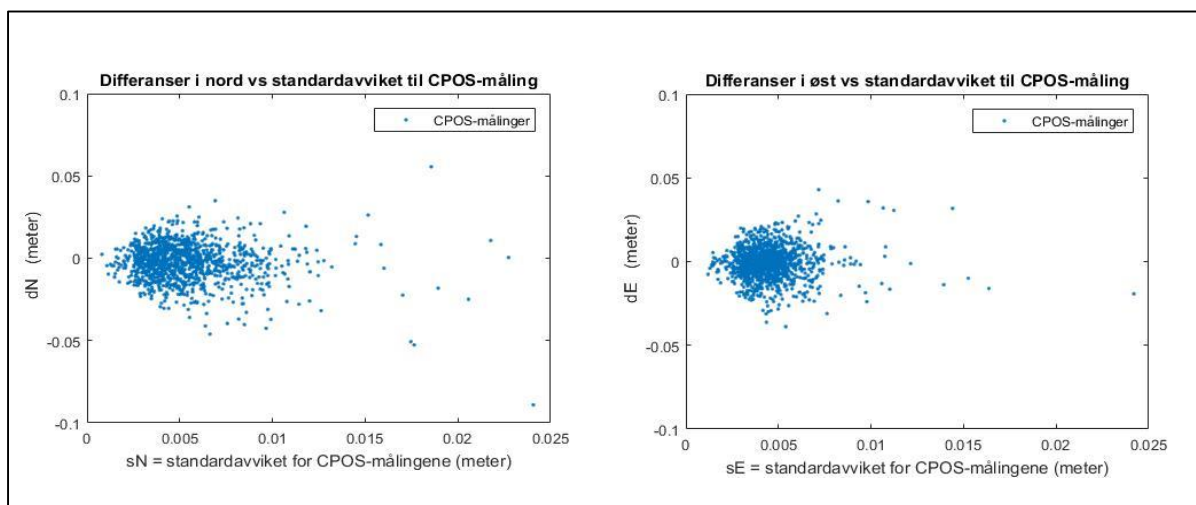 Differanser i nord vs standardavviket til CPOS-måling
0.1
CPOS-målinger
0.05
0
-0.05
-0.1
dN (meter)
0 0.005 0.01 0.015 0.02 0.025
sN = standardavviket for CPOS-målingene (meter)
Differanser i øst vs standardavviket til CPOS-måling
0.1
CPOS-målinger
0.05
0
-0.05
-0.1
dE (meter)
0 0.005 0.01 0.015 0.02 0.025
sE = standardavviket for CPOS-målingene (meter)